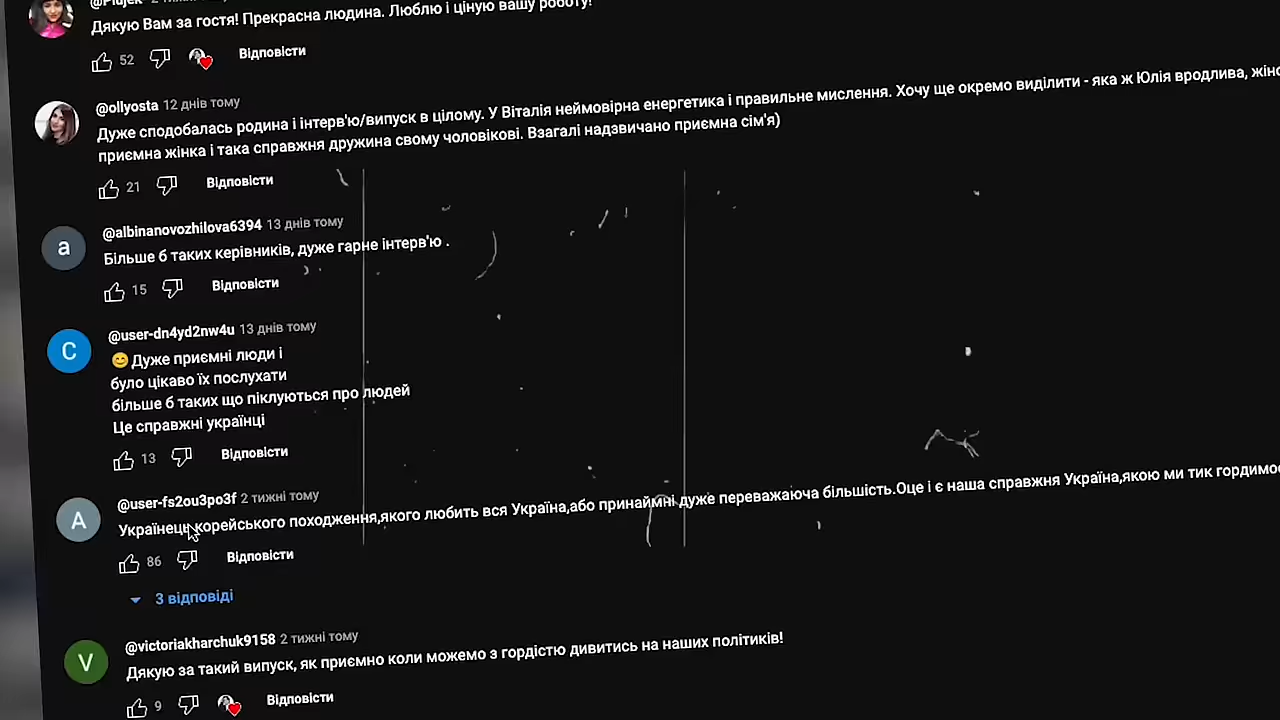 Дякую Вам за гостя! Прекрасна людина. Люблю і ціную вашу роботу!
52 Відповісти
@ollyosta 12 днів тому
Дуже сподобалась родина і інтерв'ю/випуск в цілому. У Віталія неймовірна енергетика і правильне мислення. Хочу ще окремо виділити - яка ж Юлія вродлива,
приємна жінка і така справжня дружина свому чоловікові. Взагалі надзвичано приємна сім'я)
21 Відповісти
a
@albinanovozhilova6394 13 днів тому
Більше б таких керівників, дуже гарне інтерв'ю .
15 Відповісти
C
@user-dn4yd2nw4u 13 днів тому
😊Дуже приємні люди і
було цікаво їх послухати
більше б таких що піклуються про людей
Це справжні українці
13 Відповісти
A
@user-fs2ou3po3f 2 тижні тому
Українець корейського походження,якого любить вся Україна,або принаймні дуже переважаюча більшість.Оце і є наша справжня Україна,якою ми тик
86 Відповісти
3 відповіді
V
@victoriakharchuk9158 2 тижні тому
Дякую за такий випуск, як приємно коли можемо з гордістю дивитись на наших політиків!
9 Відповісти